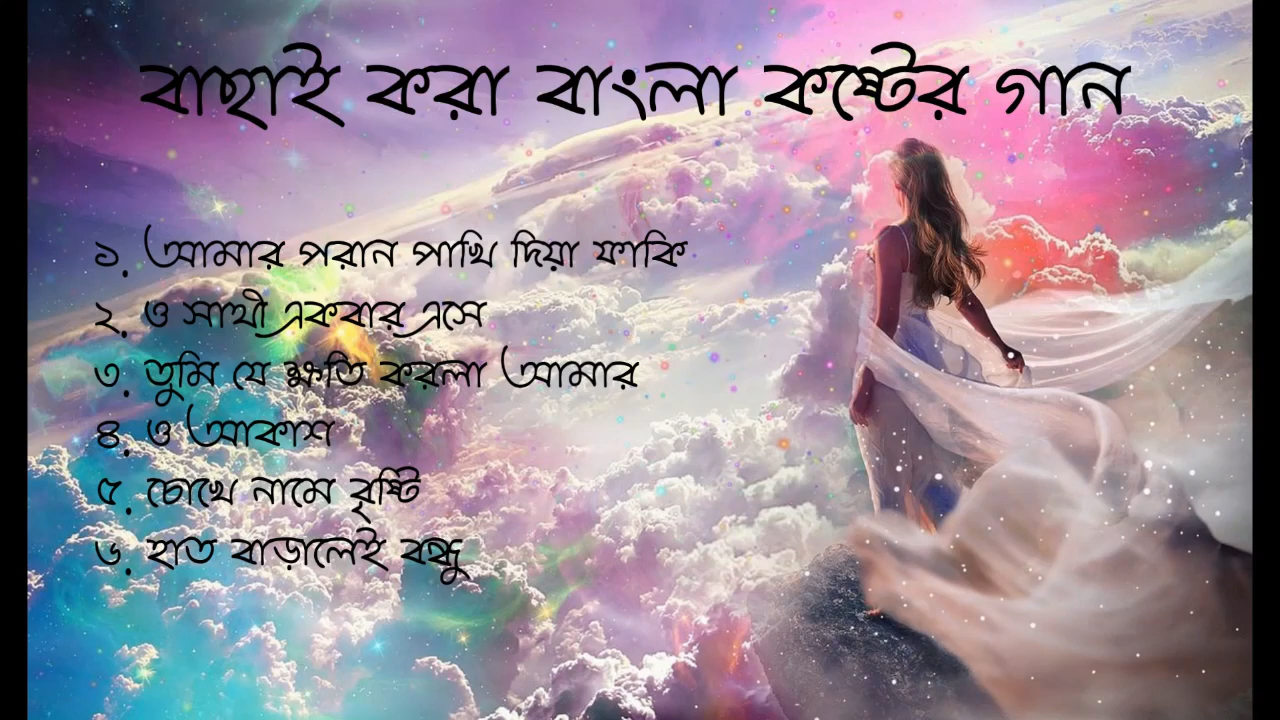 বাছাই করা বাংলা কষ্টের গান
১. আমার পরান পাখি দিয়া ফাকি
২. ও সাথী একবার এসে
৩. তুমি যে ক্ষতি করলা আমার
৪. ও আকাশ
৫. চোখে নামে বৃষ্টি
৬. হাত বাড়ালেই বন্ধু